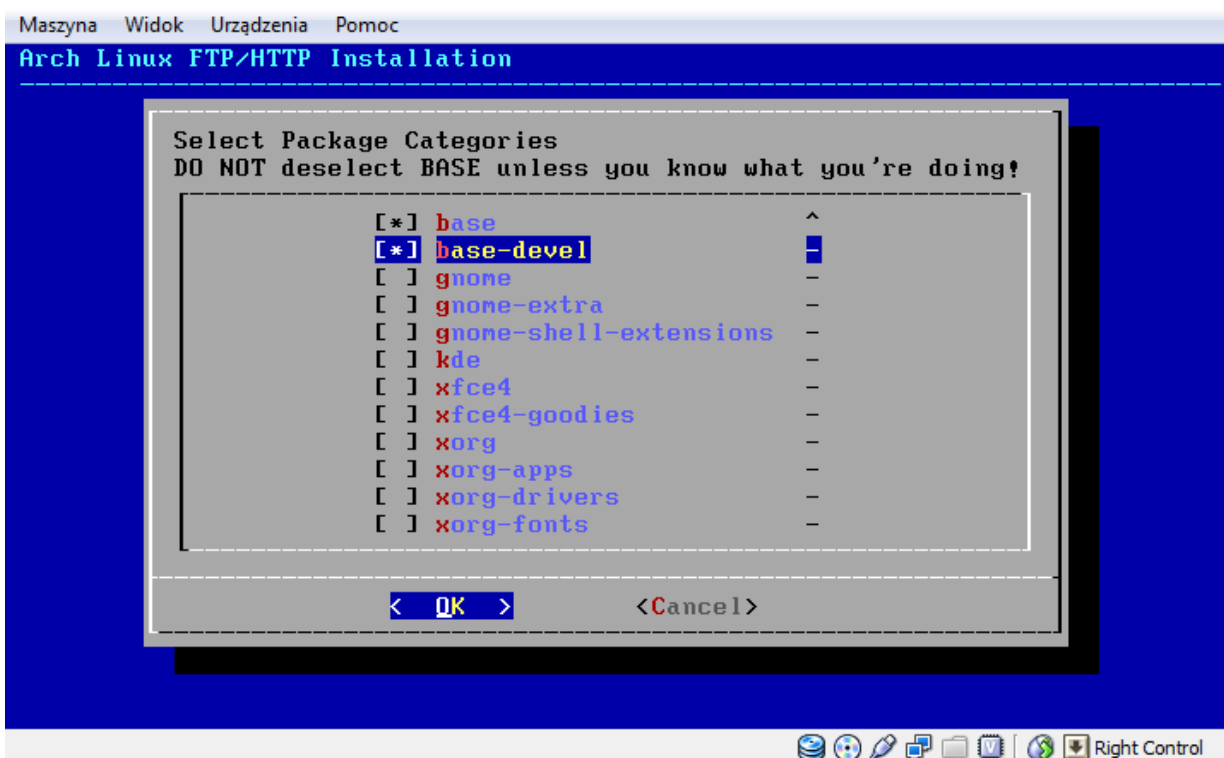 Maszyna Widok Urządzenia Pomoc
Arch Linux FTP/HTTP Installation
Select Package Categories
DO NOT deselect BASE unless you know what you're doing!
[*] base ^
[*] base-devel -
[ ] gnome -
[ ] gnome-extra -
[ ] gnome-shell-extensions -
[ ] kde -
[ ] xfce4 -
[ ] xfce4-goodies -
[ ] xorg -
[ ] xorg-apps -
[ ] xorg-drivers -
[ ] xorg-fonts -
< OK > <Cancel>
Right Control